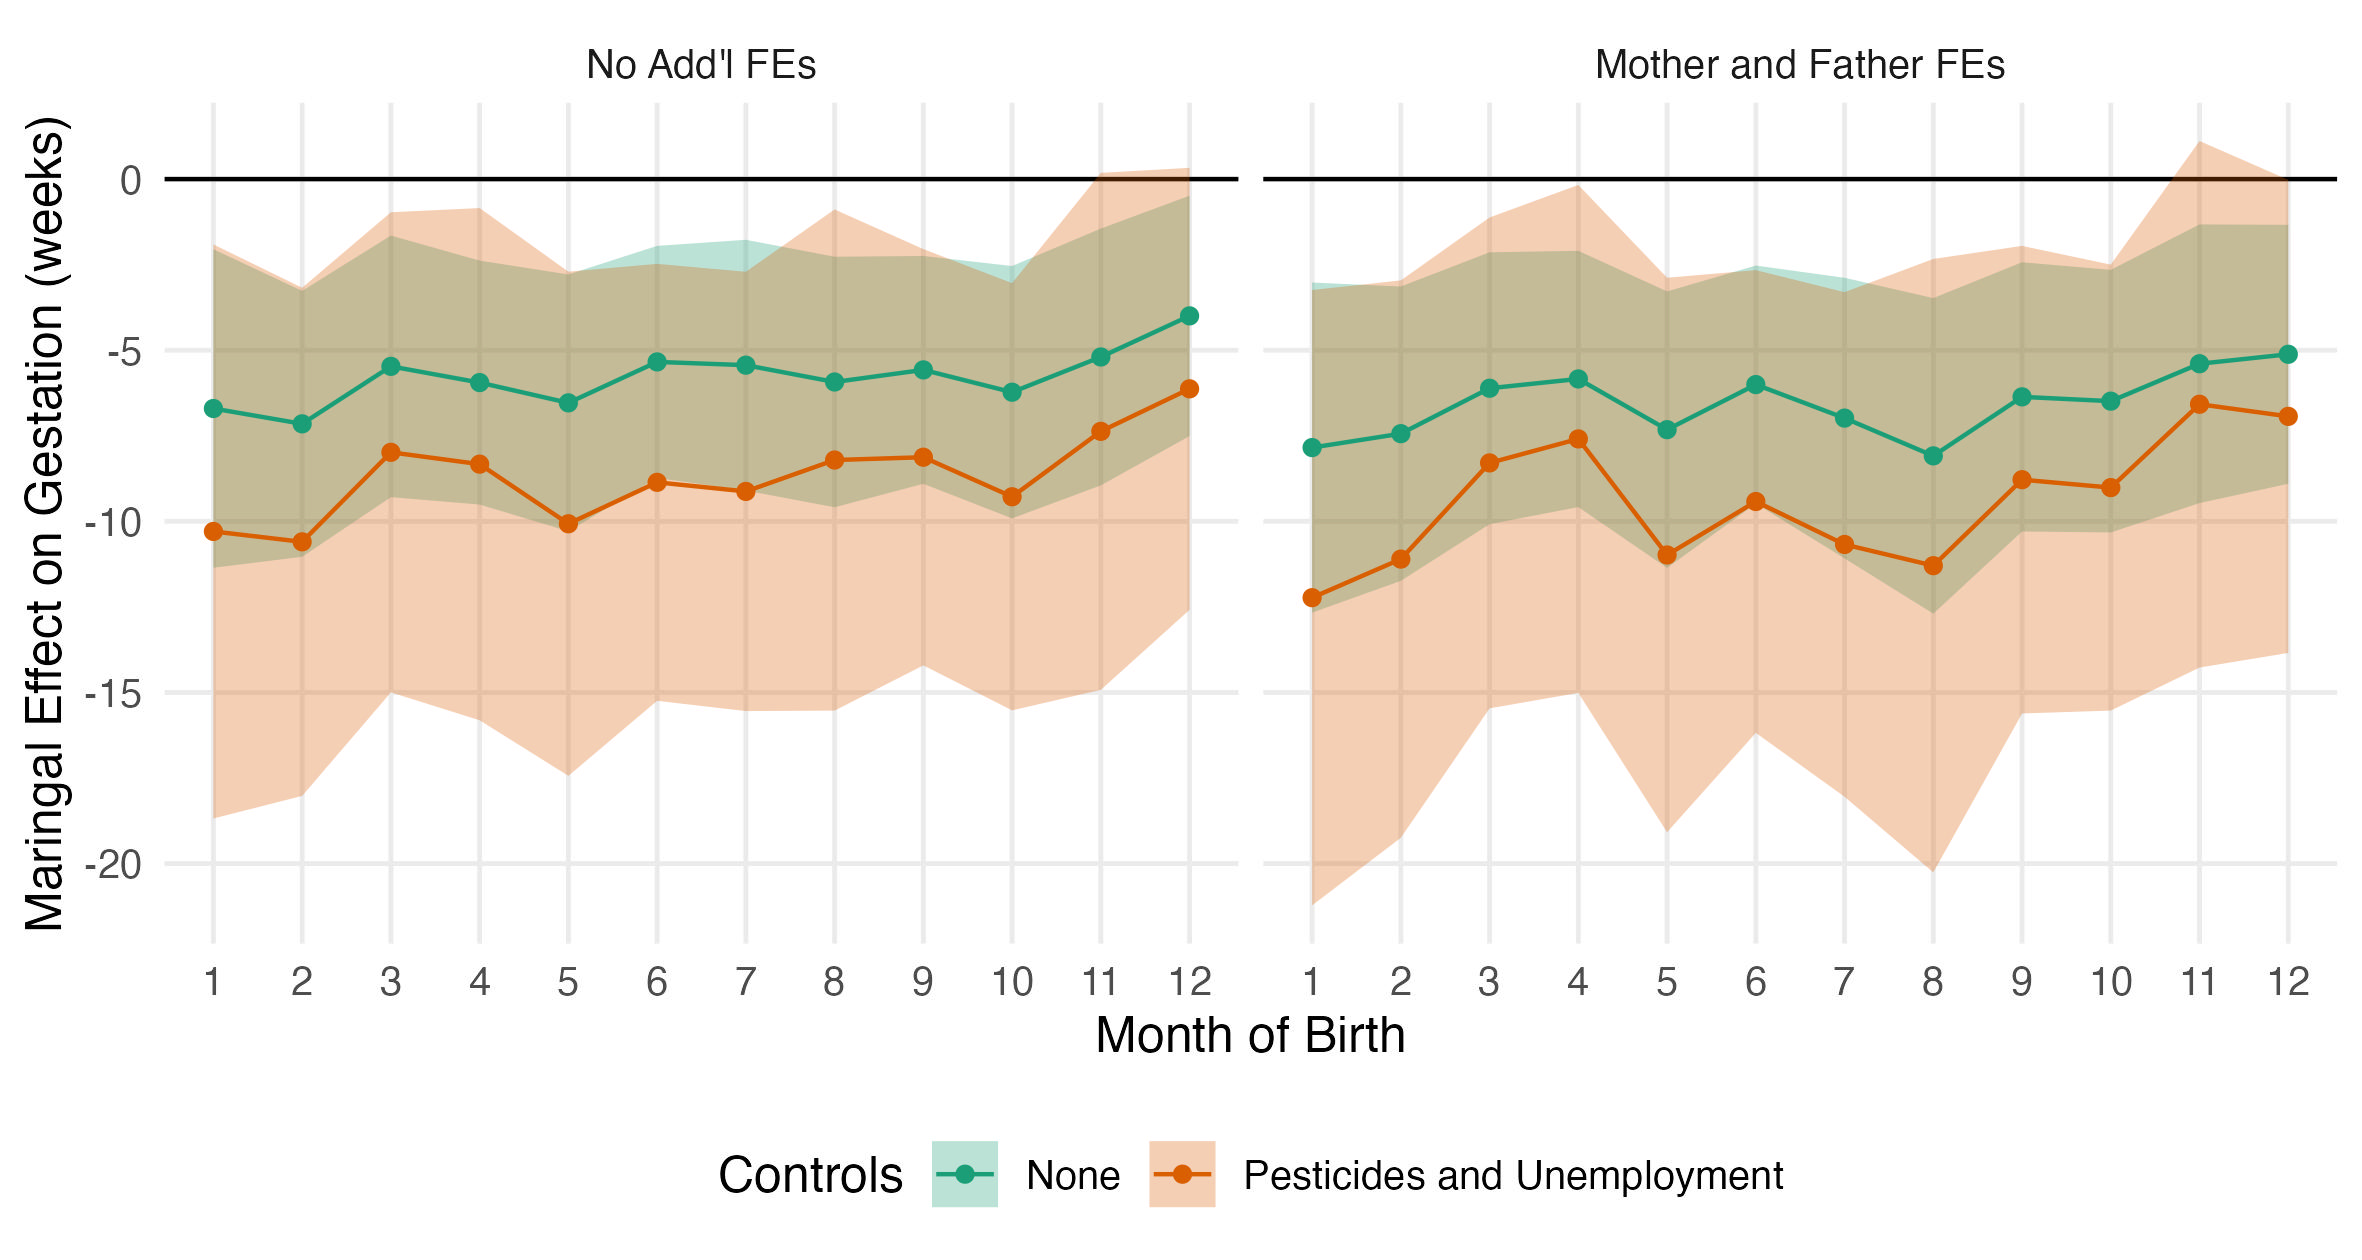 No Add'l FEs
Mother and Father FEs
Maringal Effect on Gestation (weeks)
0
-5
-10
-15
-20
1 2 3 4 5 6 7 8 9 10 11 12
1 2 3 4 5 6 7 8 9 10 11 12
Month of Birth
Controls None Pesticides and Unemployment